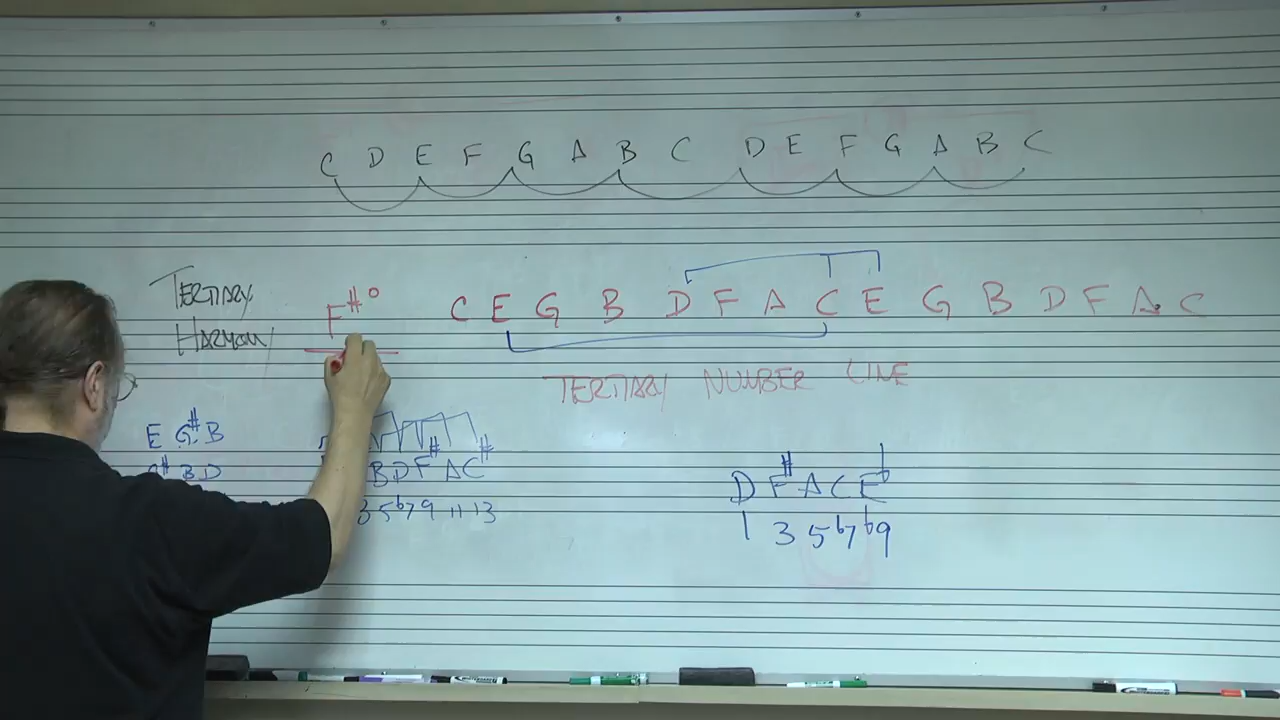 C D E F G A B C D E F G A B C
TERTIARY
HARMONY
F#°
C E G B D F A C E G B D F A C
TERTIARY NUMBER LINE
E G# B
G# B D
B D F# A C#
3 5 b7 9 11 13
D F# A C Eb
1 3 5 b7 b9